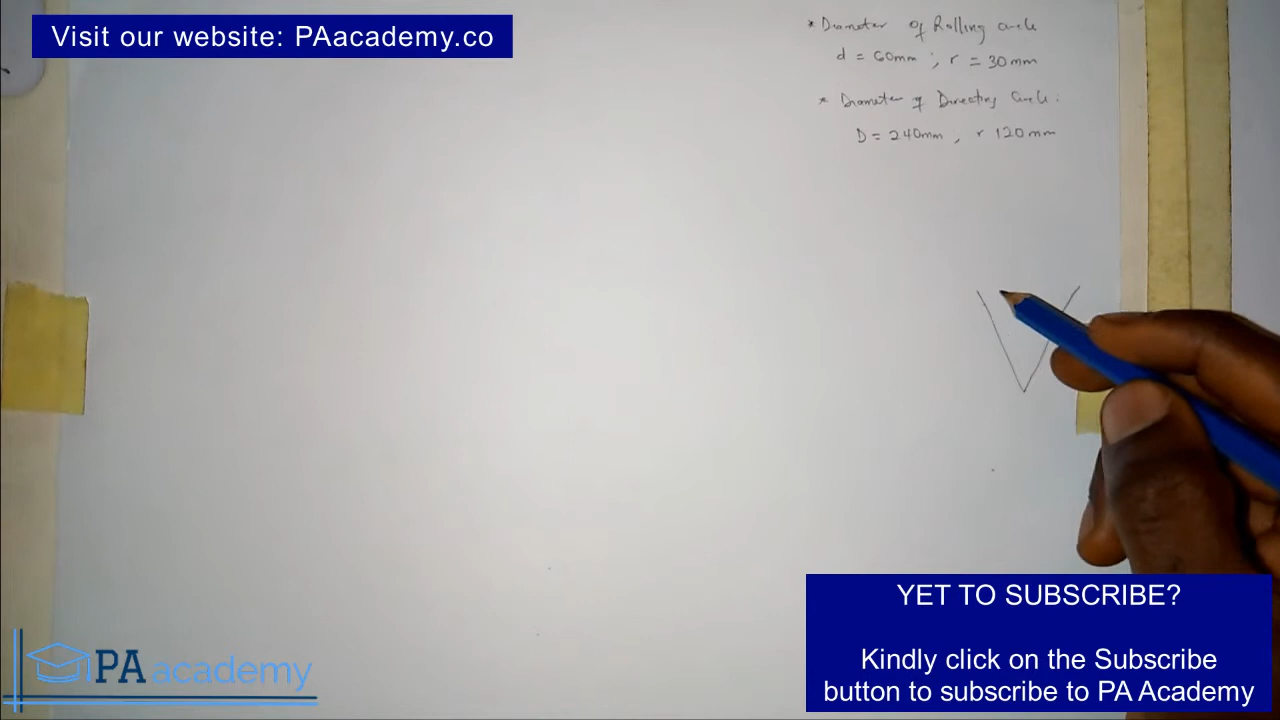 Visit our website: PAacademy.co
* Diameter of Rolling Circle
d = 60mm ; r = 30mm
* Diameter of Directing Circle:
D = 240mm , r 120mm
YET TO SUBSCRIBE?
Kindly click on the Subscribe
button to subscribe to PA Academy
PA academy